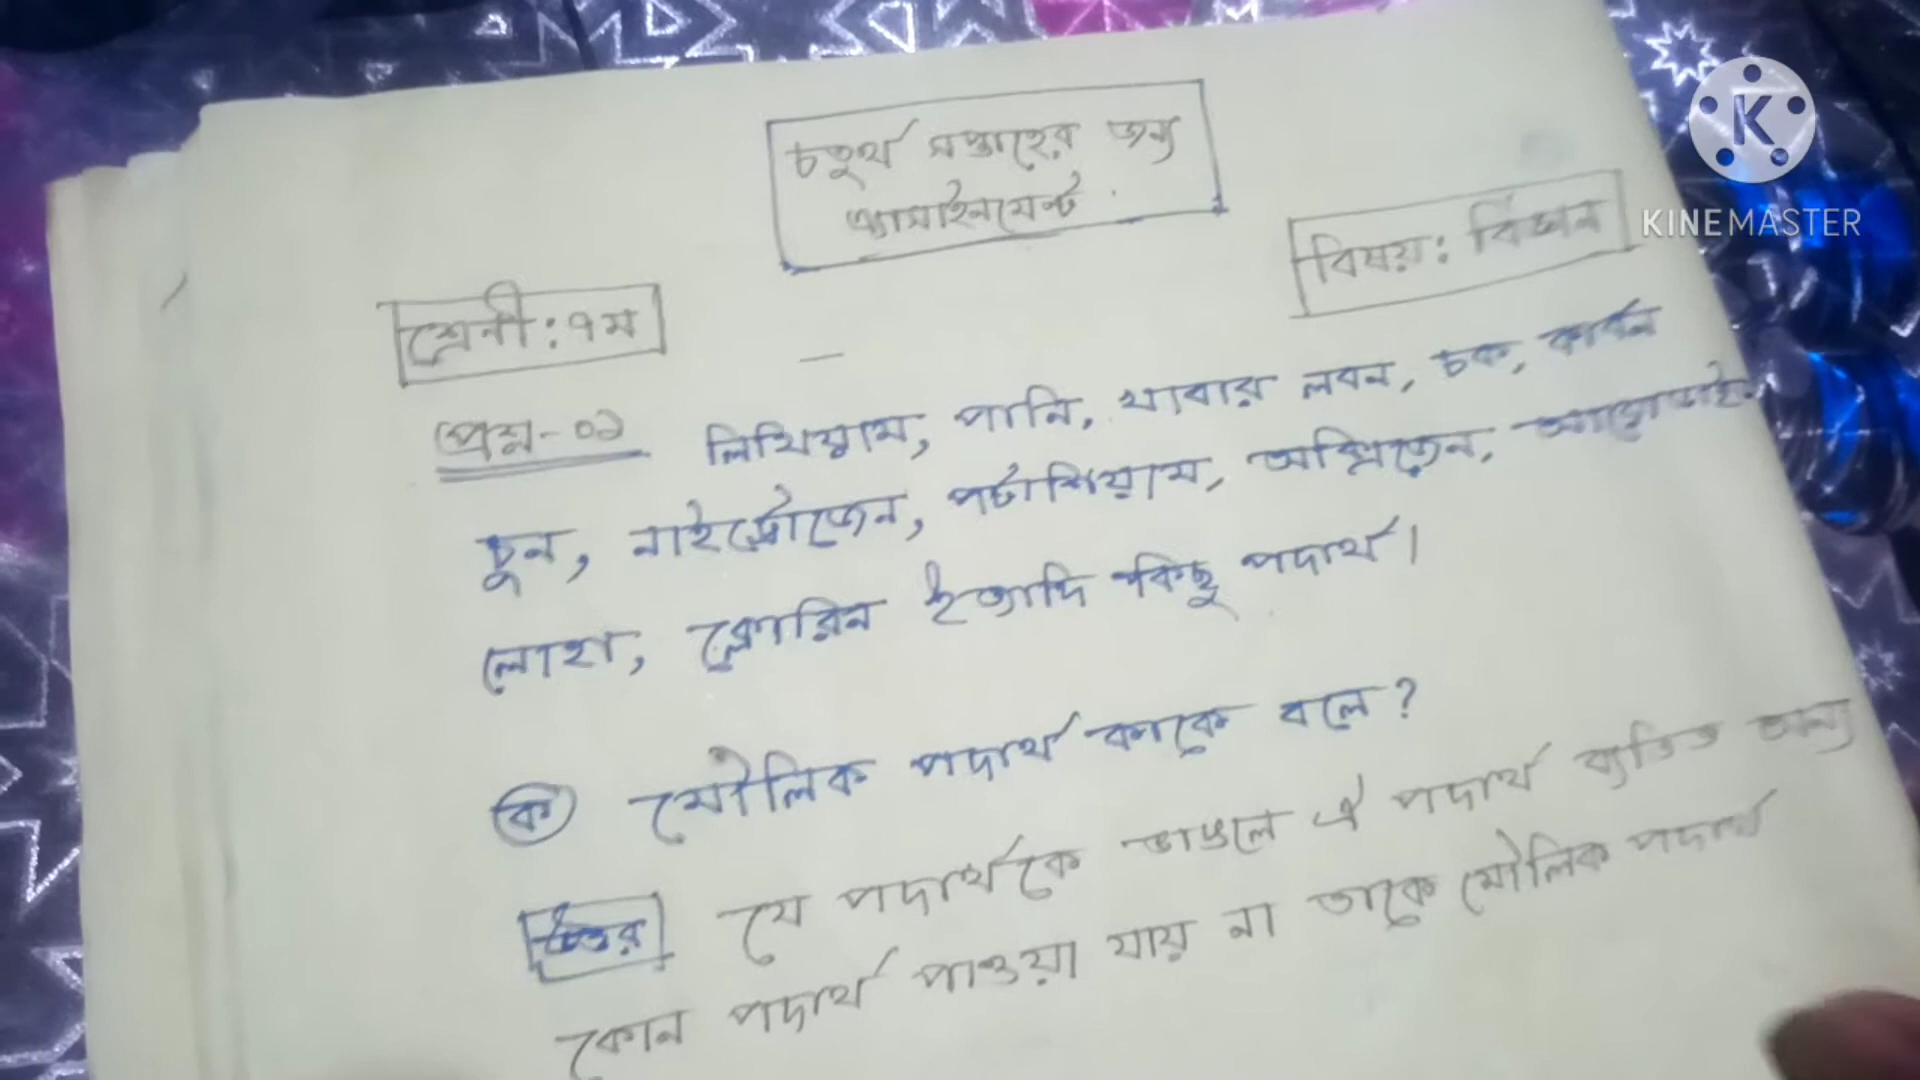 চতুর্থ সপ্তাহের জন্য
এ্যাসাইনমেন্ট
KINEMASTER
বিষয়: বিজ্ঞান
শ্রেনী: ৭ম
প্রশ্ন-০১ লিথিয়াম, পানি, খাবার লবন, চক, কার্বন
চুন, নাইট্রোজেন, পটাশিয়াম, অক্সিজেন,
লোহা, ক্লোরিন ইত্যাদি কিছু পদার্থ।
ক মৌলিক পদার্থ কাকে বলে?
উত্তর যে পদার্থকে ভাঙলে ঐ পদার্থ ব্যতিত অন্য
কোন পদার্থ পাওয়া যায় না তাকে মৌলিক পদার্থ